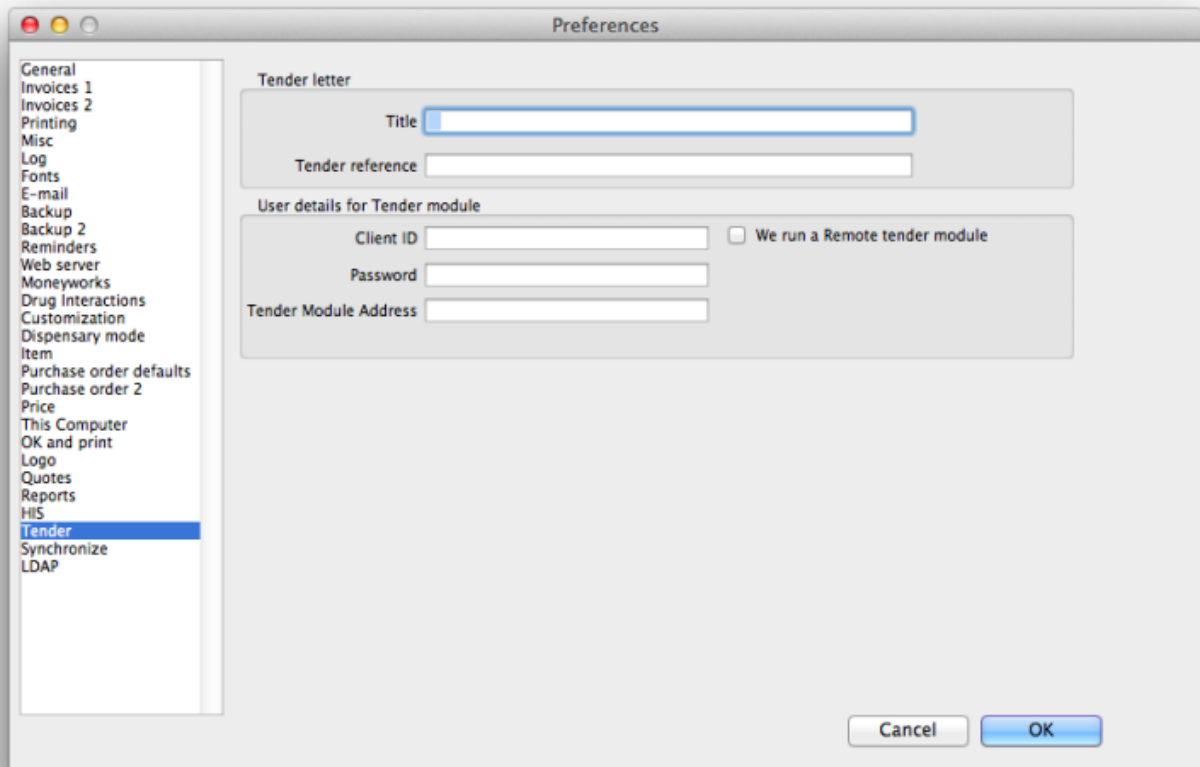 Preferences
General
Invoices 1
Invoices 2
Printing
Misc
Log
Fonts
E-mail
Backup
Backup 2
Reminders
Web server
Moneyworks
Drug Interactions
Customization
Dispensary mode
Item
Purchase order defaults
Purchase order 2
Price
This Computer
OK and print
Logo
Quotes
Reports
HIS
Tender
Synchronize
LDAP
Tender letter
Title
Tender reference
User details for Tender module
Client ID
We run a Remote tender module
Password
Tender Module Address
Cancel
OK